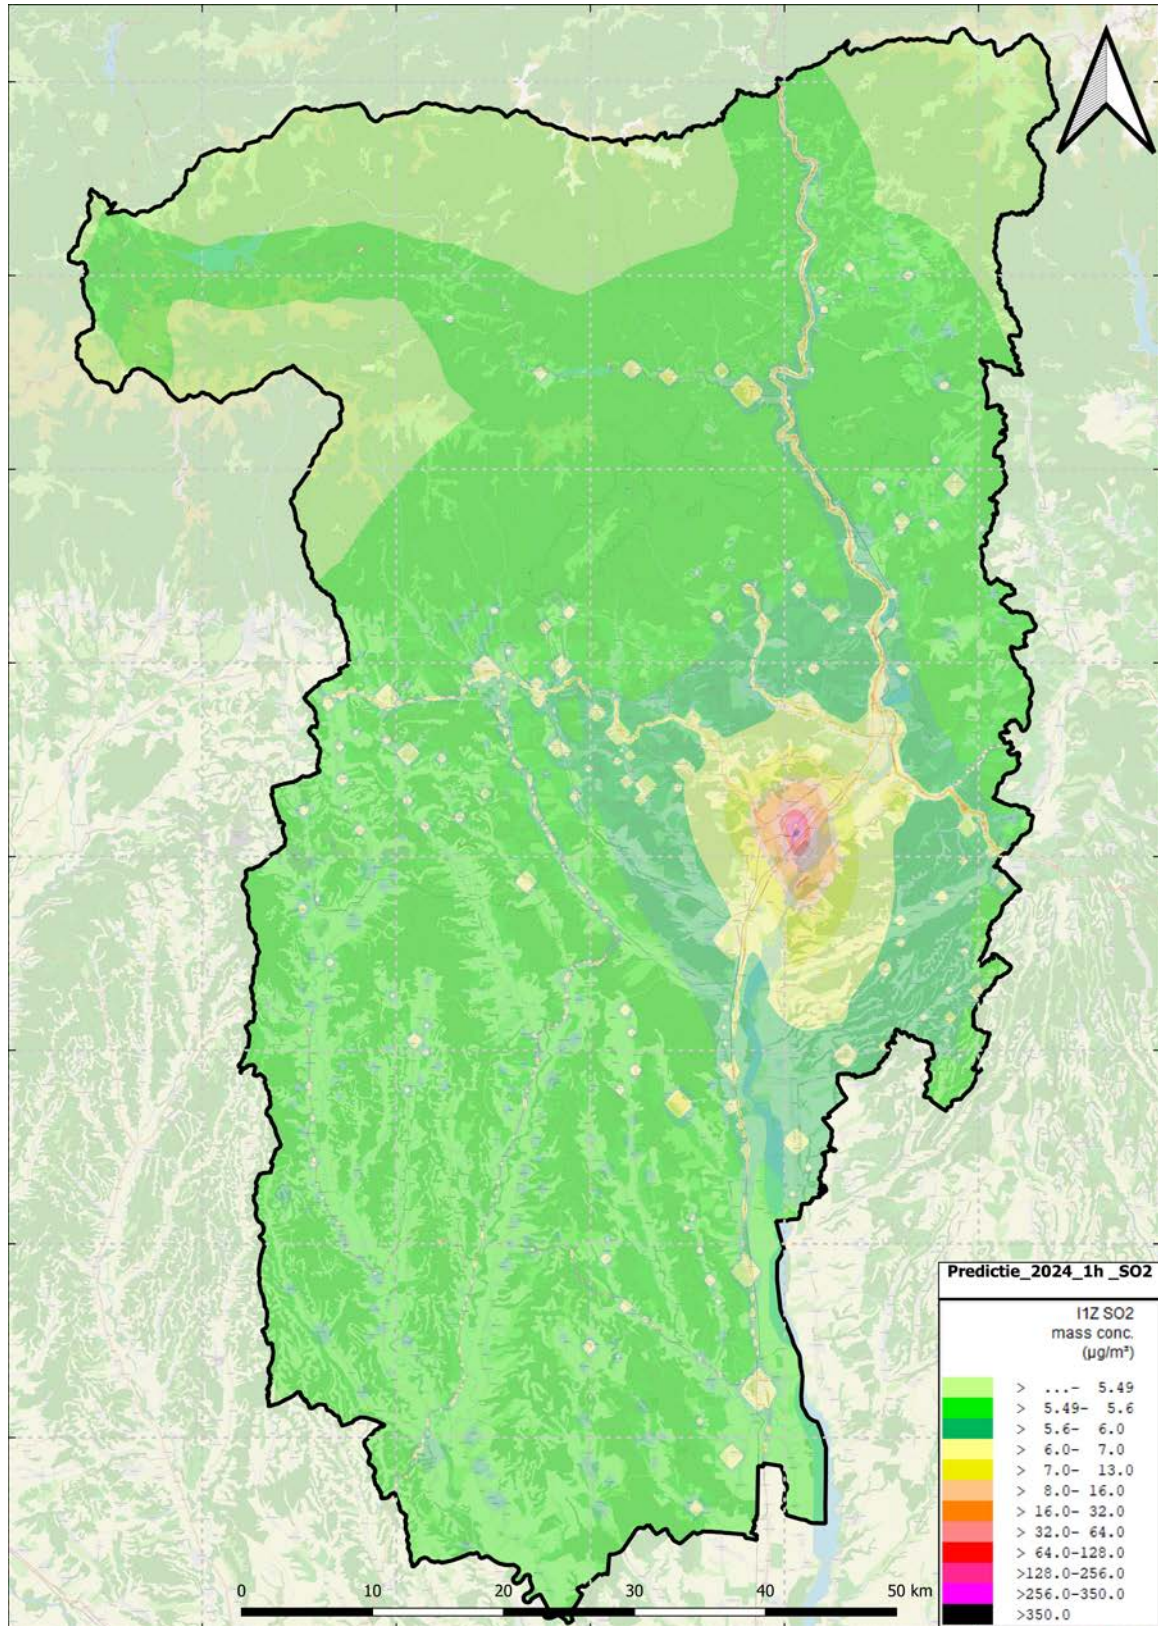 Predictie_2024_1h _SO2
I1Z SO2
mass conc.
(µg/m³)
> ...- 5.49
> 5.49- 5.6
> 5.6- 6.0
> 6.0- 7.0
> 7.0- 13.0
> 8.0- 16.0
> 16.0- 32.0
> 32.0- 64.0
> 64.0-128.0
>128.0-256.0
>256.0-350.0
>350.0
0 10 20 30 40 50 km